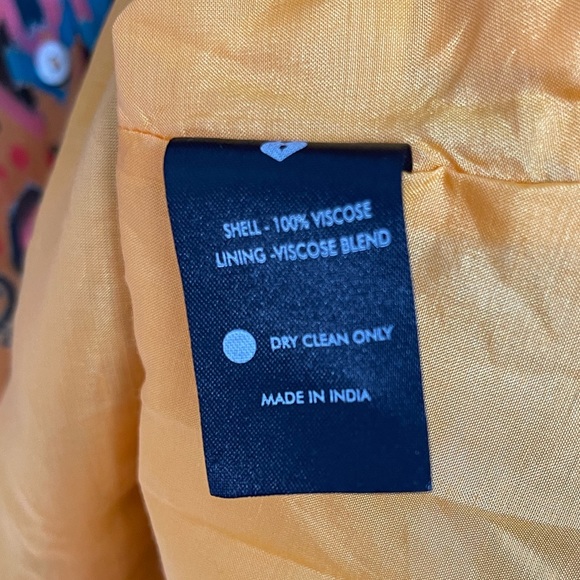 SHELL - 100% VISCOSE
LINING -VISCOSE BLEND
DRY CLEAN ONLY
MADE IN INDIA